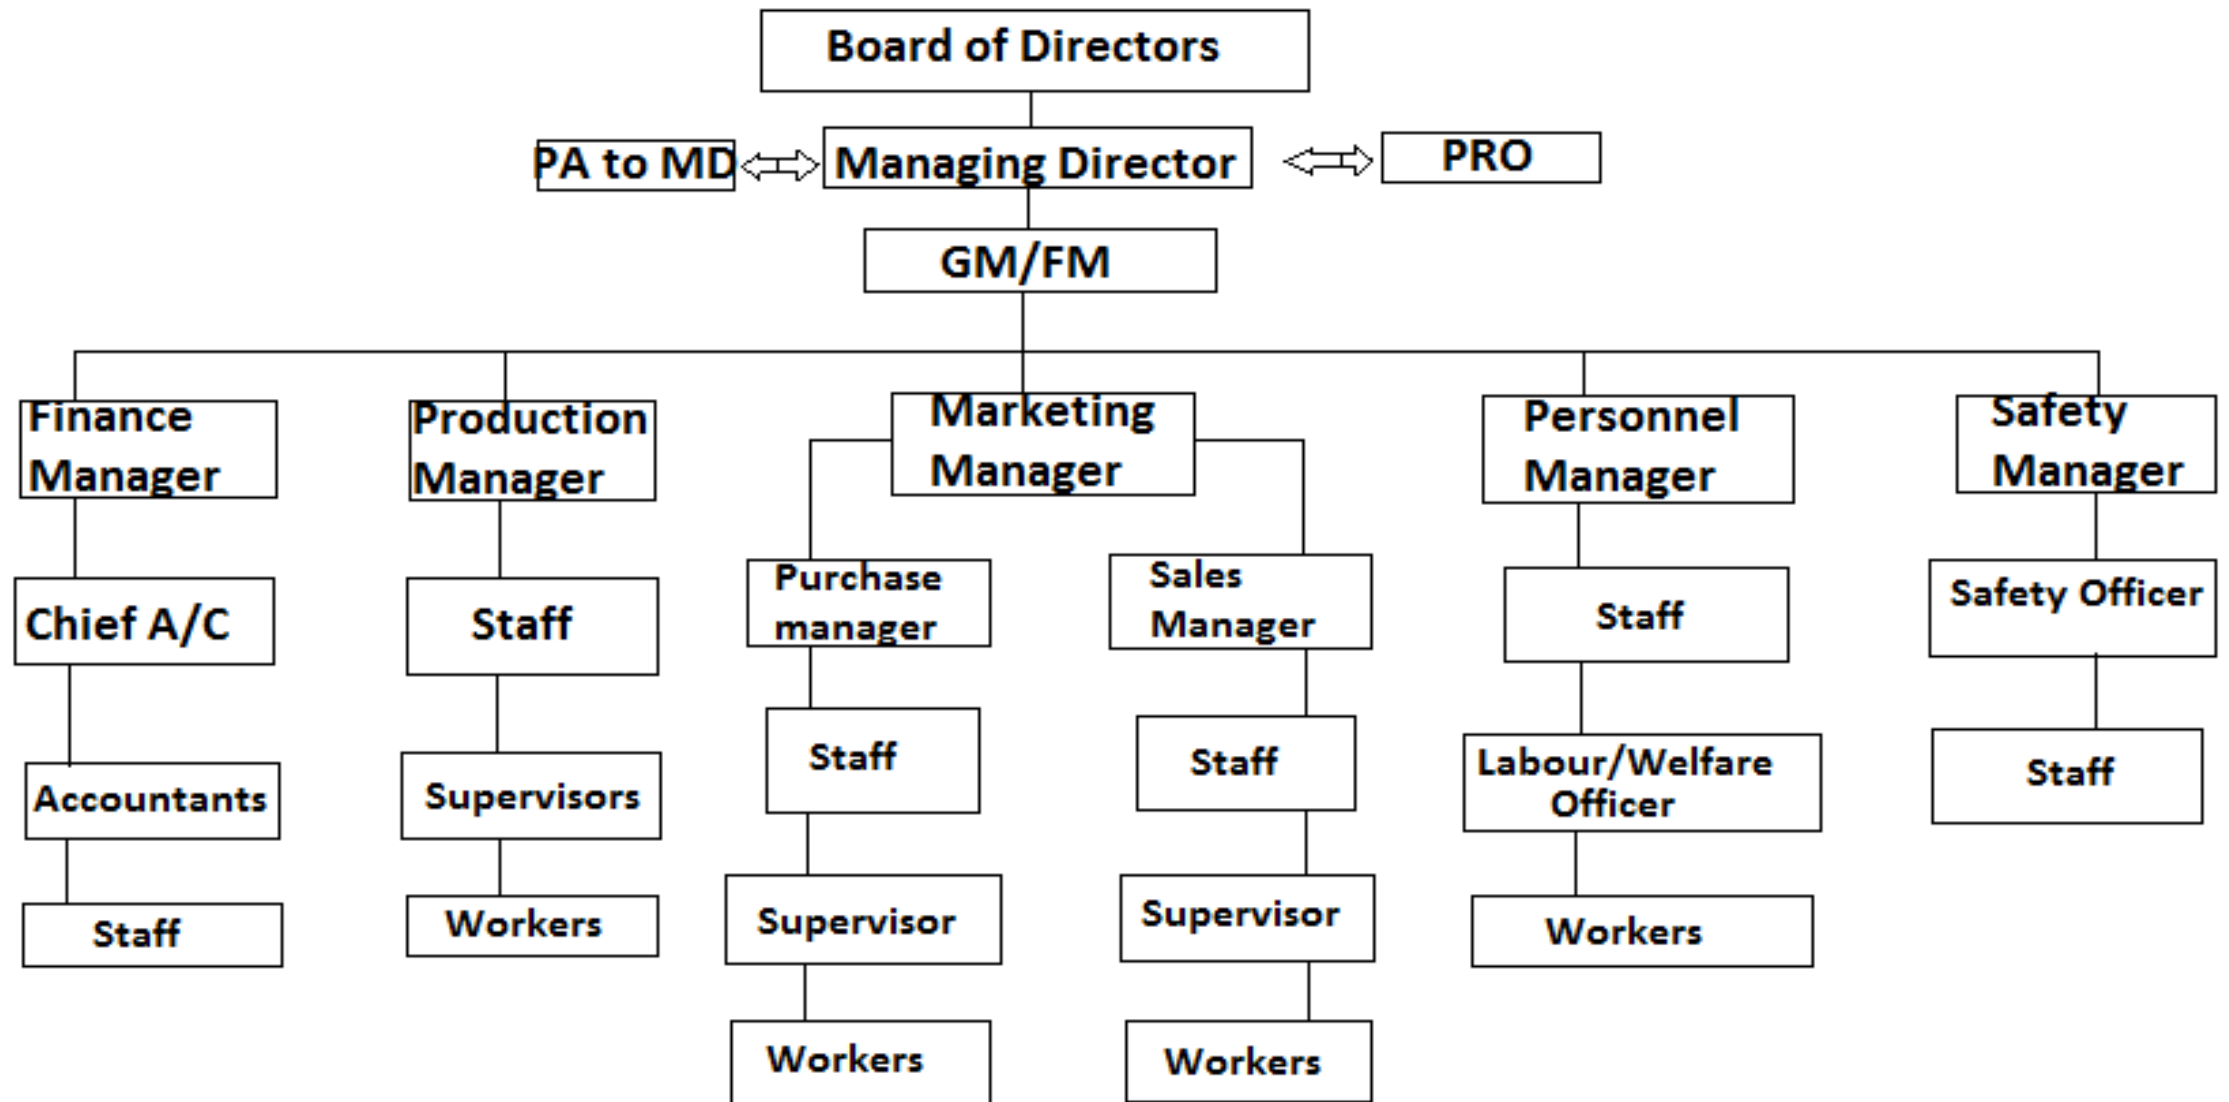 Board of Directors
PA to MD
Managing Director
PRO
GM/FM
Finance
Manager
Production
Manager
Marketing
Manager
Personnel
Manager
Safety
Manager
Chief A/C
Staff
Purchase
manager
Sales
Manager
Staff
Safety Officer
Accountants
Supervisors
Staff
Staff
Labour/Welfare
Officer
Staff
Staff
Workers
Supervisor
Supervisor
Workers
Workers
Workers